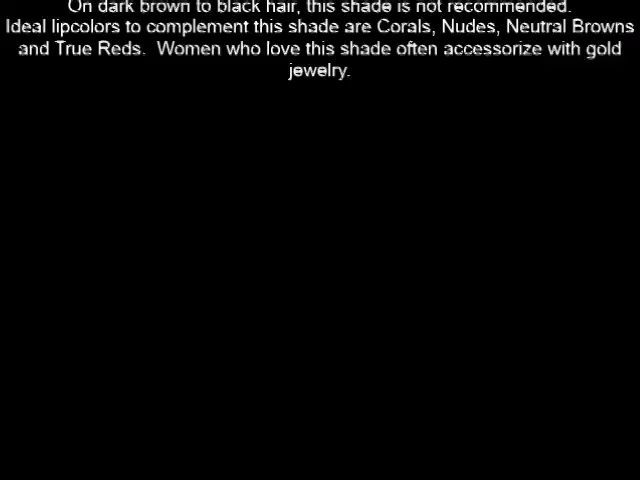 On dark brown to black hair, this shade is not recommended.
Ideal lipcolors to complement this shade are Corals, Nudes, Neutral Browns
and True Reds.  Women who love this shade often accessorize with gold
jewelry.